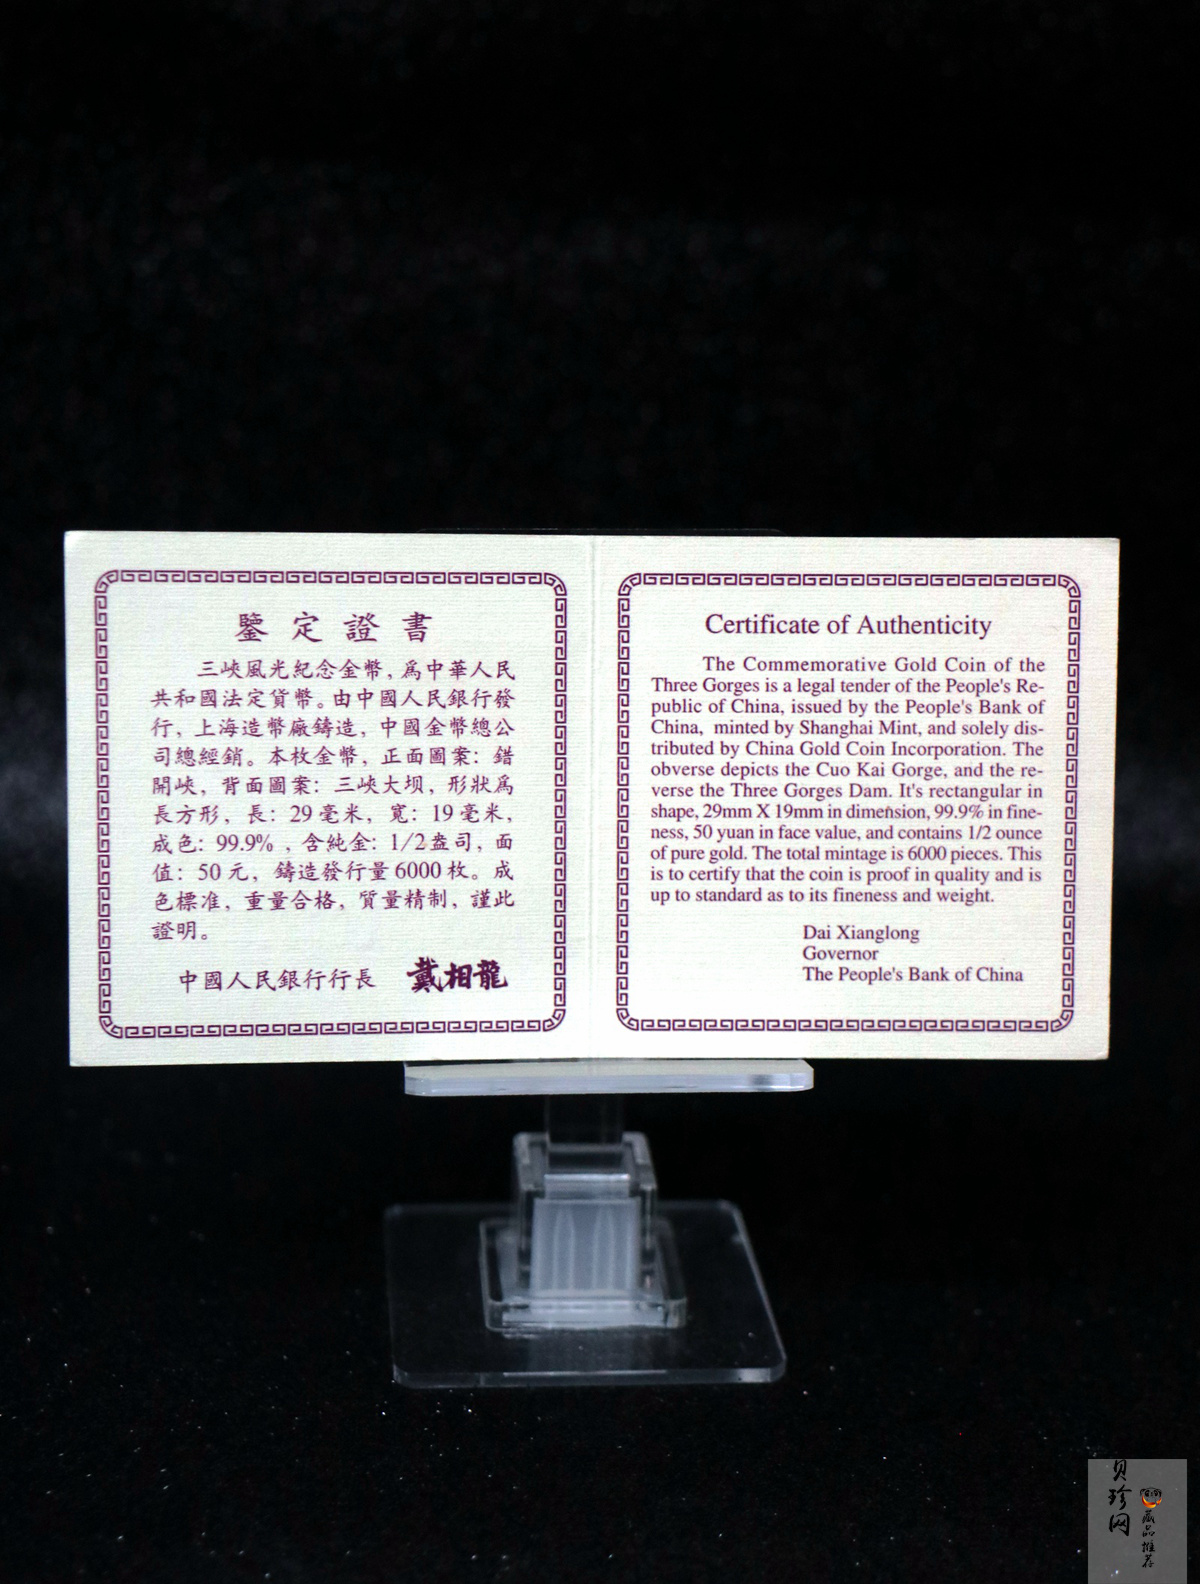 鑒定證書
三峽風光紀念金幣，爲中華人民
共和國法定貨幣。由中國人民銀行發
行，上海造幣廠鑄造，中國金幣總公
司總經銷。本枚金幣，正面圖案：錯
開峽，背面圖案：三峽大坝，形狀爲
長方形，長：29毫米，寬：19毫米，
成色：99.9%，含純金：1/2盎司，面
值：50元，鑄造發行量6000枚。成
色標准，重量合格，質量精制，謹此
證明。
中國人民銀行行長 戴相龍
Certificate of Authenticity
The Commemorative Gold Coin of the
Three Gorges is a legal tender of the People's Re-
public of China, issued by the People's Bank of
China, minted by Shanghai Mint, and solely dis-
tributed by China Gold Coin Incorporation. The
obverse depicts the Cuo Kai Gorge, and the re-
verse the Three Gorges Dam. It's rectangular in
shape, 29mm X 19mm in dimension, 99.9% in fine-
ness, 50 yuan in face value, and contains 1/2 ounce
of pure gold. The total mintage is 6000 pieces. This
is to certify that the coin is proof in quality and is
up to standard as to its fineness and weight.
Dai Xianglong
Governor
The People's Bank of China
贝珍网
藏品推荐